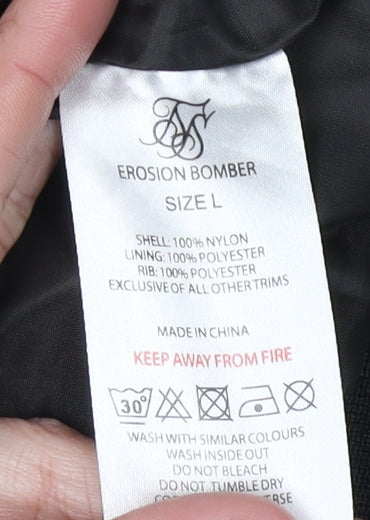 EROSION BOMBER
SIZE L
SHELL: 100% NYLON
LINING: 100% POLYESTER
RIB: 100% POLYESTER
EXCLUSIVE OF ALL OTHER TRIMS
MADE IN CHINA
KEEP AWAY FROM FIRE
30°
WASH WITH SIMILAR COLOURS
WASH INSIDE OUT
DO NOT BLEACH
DO NOT TUMBLE DRY